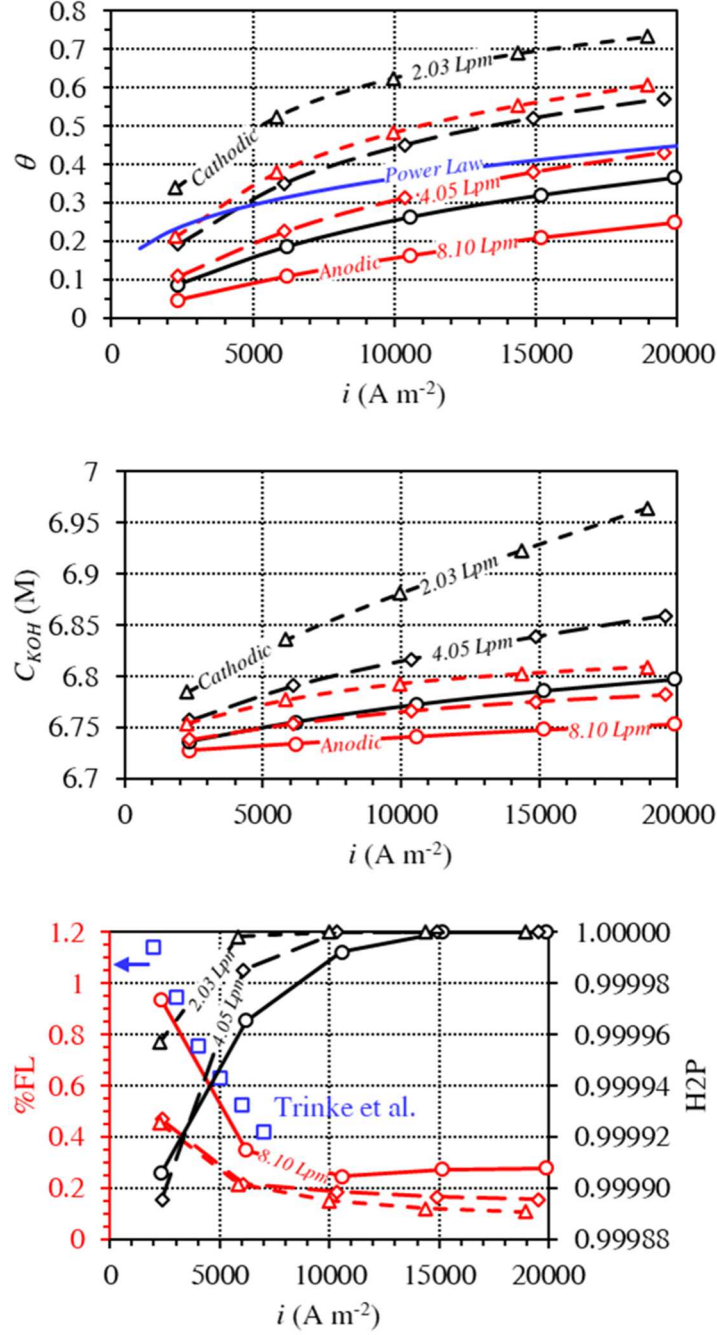 0.8
0.7
0.6
0.5
0.4
0.3
0.2
0.1
0
θ
Cathodic
2.03 Lpm
Power Law
4.05 Lpm
Anodic
8.10 Lpm
0 5000 10000 15000 20000
i (A m-2)
7
6.95
6.9
6.85
6.8
6.75
6.7
CKOH (M)
Cathodic
2.03 Lpm
4.05 Lpm
Anodic
8.10 Lpm
0 5000 10000 15000 20000
i (A m-2)
1.2
1
0.8
0.6
0.4
0.2
0
%FL
2.03 Lpm
4.05 Lpm
Trinke et al.
8.10 Lpm
1.00000
0.99998
0.99996
0.99994
0.99992
0.99990
0.99988
H2P
0 5000 10000 15000 20000
i (A m-2)